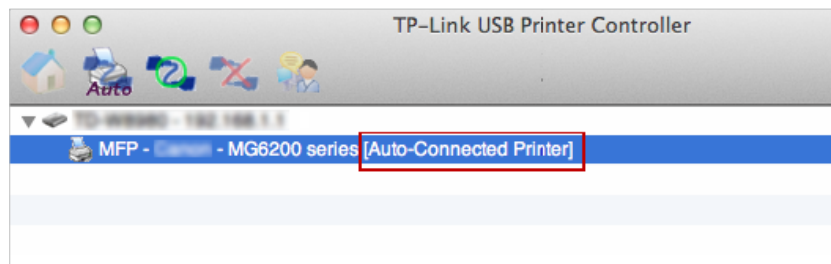 TP-Link USB Printer Controller
Auto
MFP - - MG6200 series [Auto-Connected Printer]